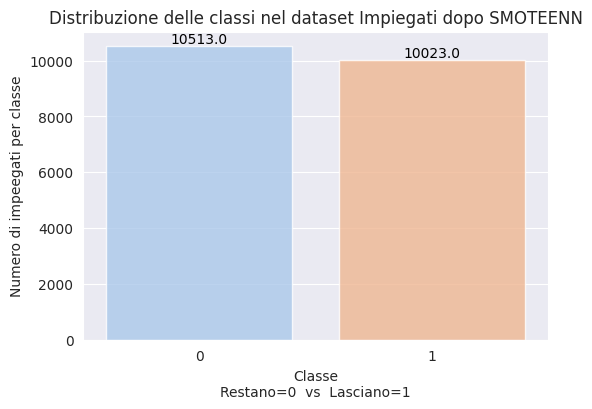 Distribuzione delle classi nel dataset Impiegati dopo SMOTEENN
10513.0
10023.0
10000
8000
6000
4000
2000
0
Numero di impeegati per classe
0 1
Classe
Restano=0 vs Lasciano=1